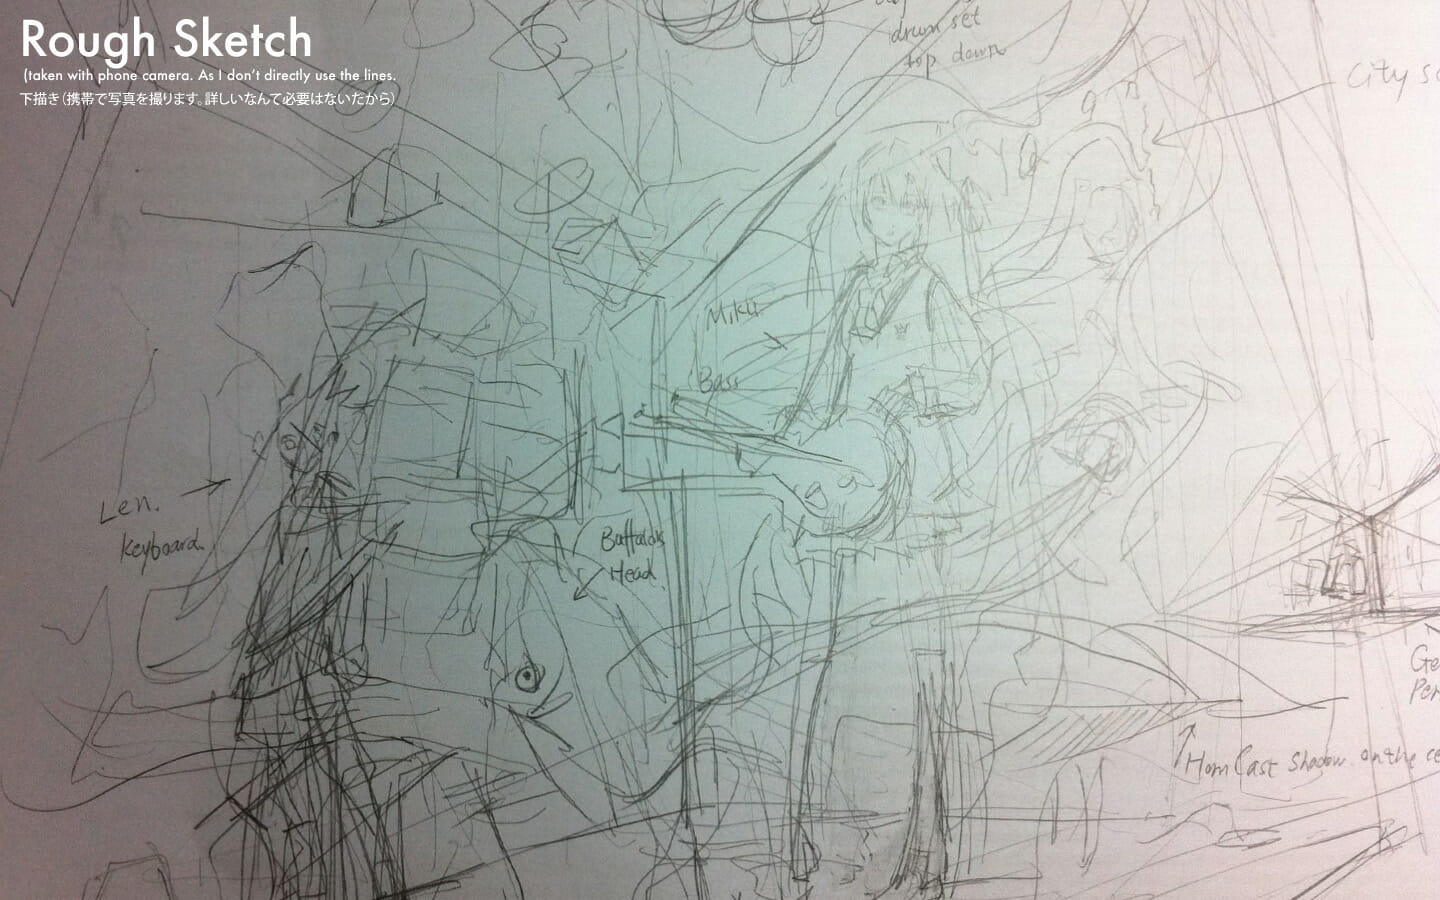 Rough Sketch
(taken with phone camera. As I don't directly use the lines.
下描き（携帯で写真を撮ります。詳しいなんて必要はないだから）
drum set
top down
City
Miku
Bass
Len.
Keyboard
Buffalo's
Head
Horn Cast Shadow on the